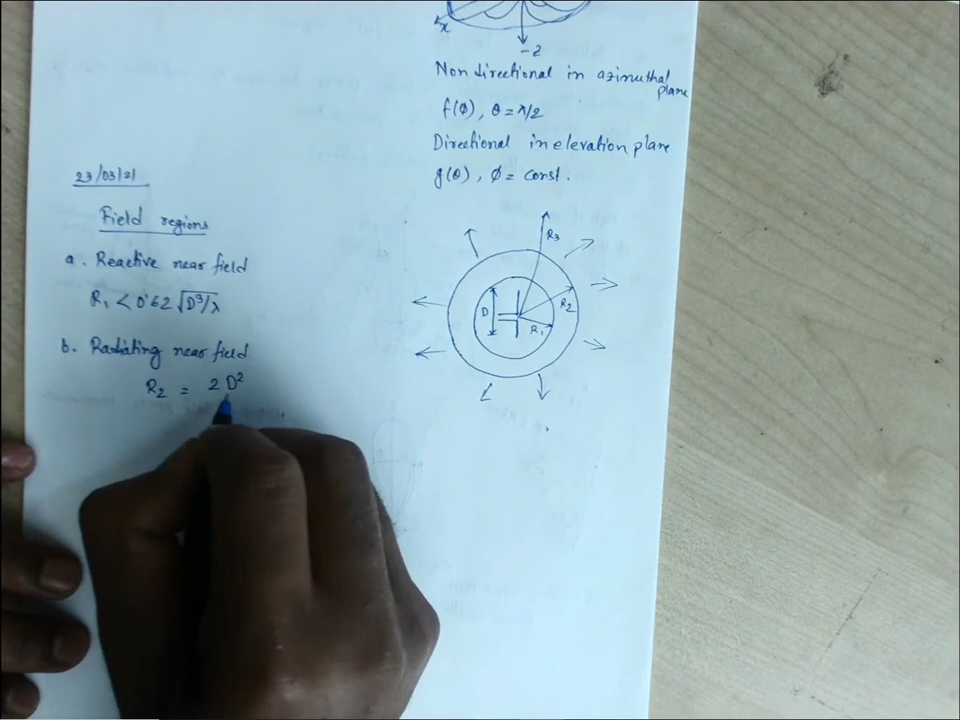 x
-z
Non directional in azimuthal
plane
f(Ø), θ = π/2
Directional in elevation plane
g(θ), Ø = const.
23/03/21
Field regions
a. Reactive near field
R₁ < 0.62 √D³/λ
b. Radiating near field
R₂ = 2D²
R₃
R₂
D
R₁